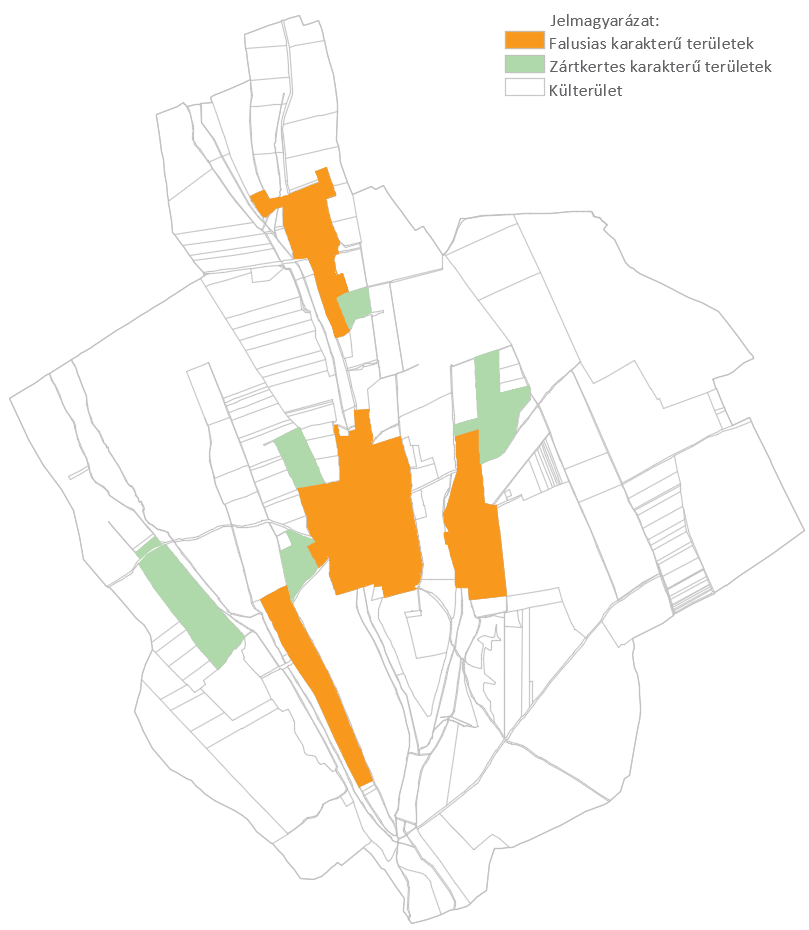 Jelmagyarázat:
Falusias karakterű területek
Zártkertes karakterű területek
Külterület